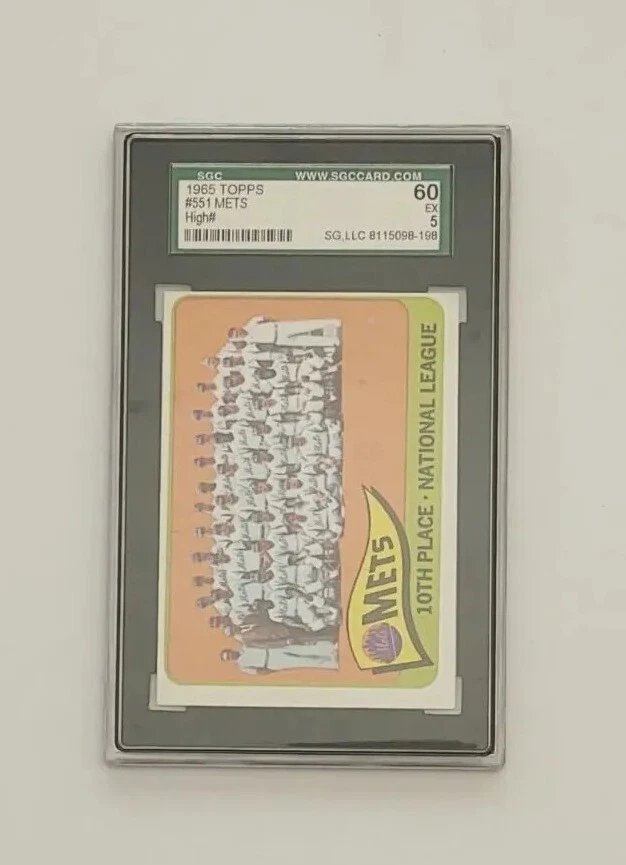 SGC WWW.SGCCARD.COM
1965 TOPPS 60
#551 METS EX
High# 5
SG,LLC 8115098-198
METS
10TH PLACE · NATIONAL LEAGUE